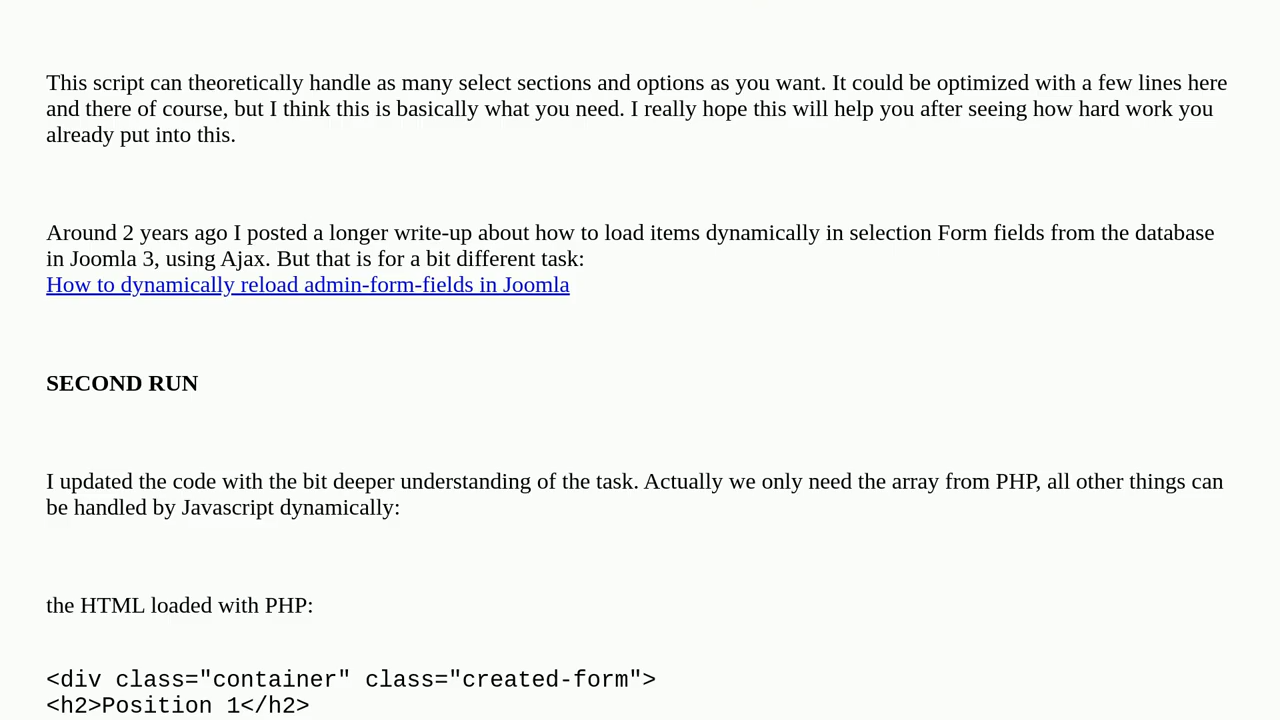 This script can theoretically handle as many select sections and options as you want. It could be optimized with a few lines here
and there of course, but I think this is basically what you need. I really hope this will help you after seeing how hard work you
already put into this.
Around 2 years ago I posted a longer write-up about how to load items dynamically in selection Form fields from the database
in Joomla 3, using Ajax. But that is for a bit different task:
How to dynamically reload admin-form-fields in Joomla
SECOND RUN
I updated the code with the bit deeper understanding of the task. Actually we only need the array from PHP, all other things can
be handled by Javascript dynamically:
the HTML loaded with PHP:
<div class="container" class="created-form">
<h2>Position 1</h2>